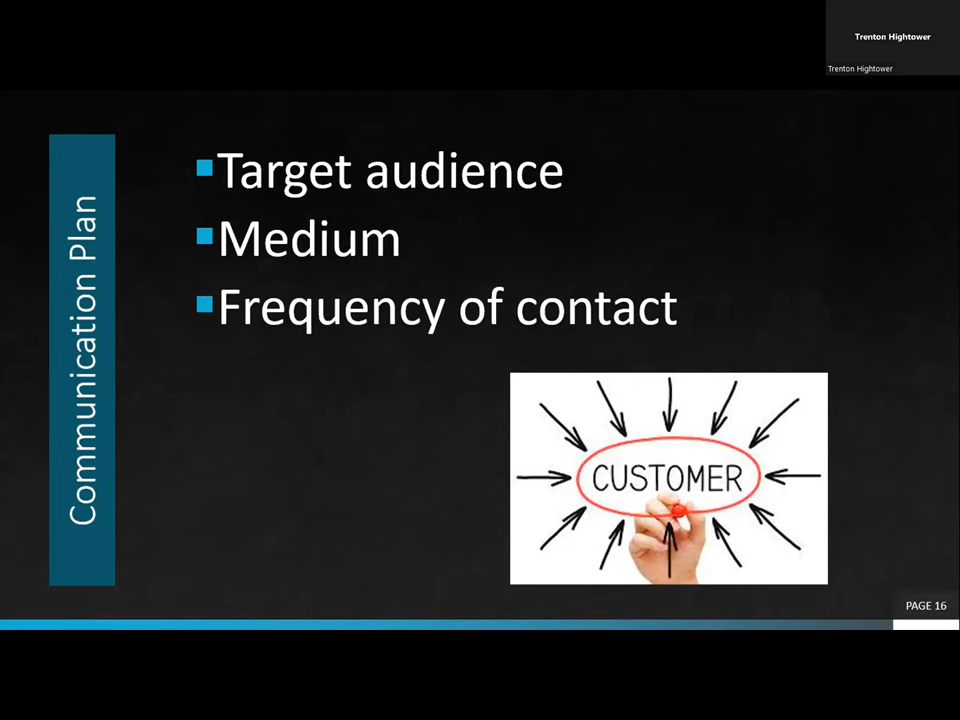 Trenton Hightower
Trenton Hightower
Communication Plan
Target audience
Medium
Frequency of contact
CUSTOMER
PAGE 16